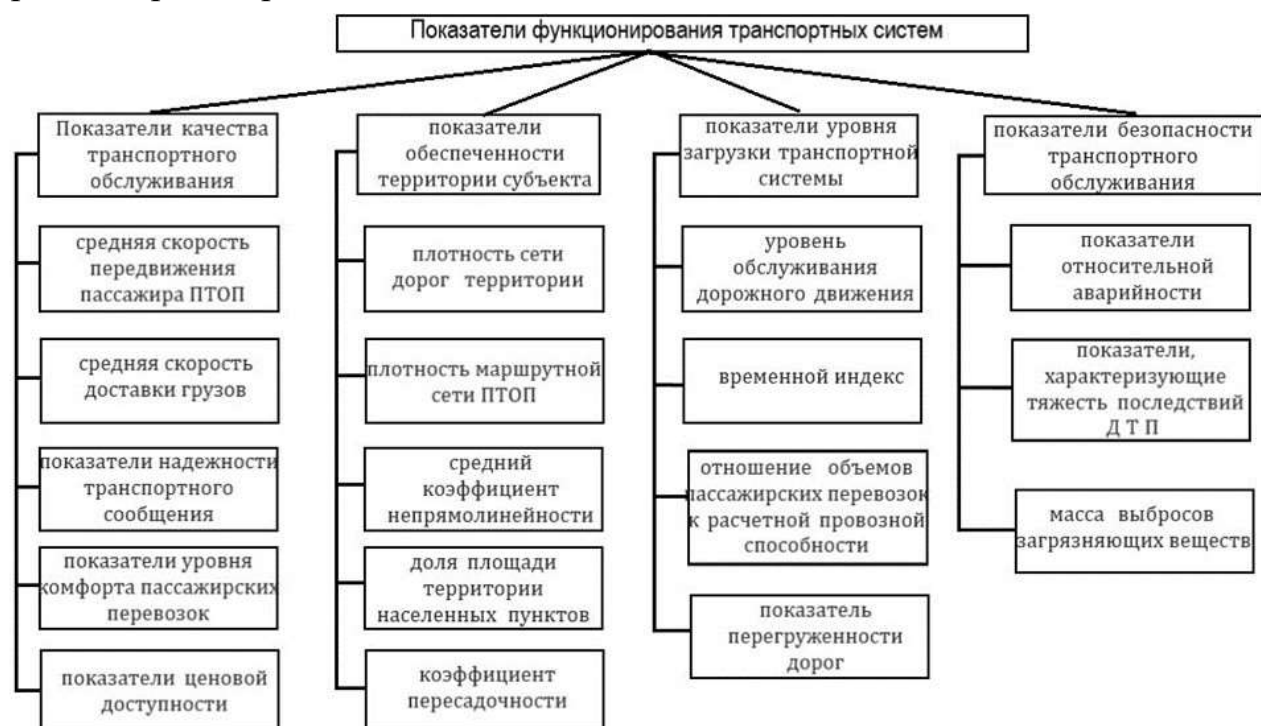 Показатели функционирования транспортных систем
Показатели качества
транспортного
обслуживания
средняя скорость
передвижения
пассажира ПТОП
средняя скорость
доставки грузов
показатели надежности
транспортного
сообщения
показатели уровня
комфорта пассажирских
перевозок
показатели ценовой
доступности
показатели
обеспеченности
территории субъекта
плотность сети
дорог территории
плотность маршрутной
сети ПТОП
средний
коэффициент
непрямолинейности
доля площади
территории
населенных пунктов
коэффициент
пересадочности
показатели уровня
загрузки транспортной
системы
уровень
обслуживания
дорожного движения
временной индекс
отношение объемов
пассажирских перевозок
к расчетной провозной
способности
показатель
перегруженности
дорог
показатели безопасности
транспортного
обслуживания
показатели
относительной
аварийности
показатели,
характеризующие
тяжесть последствий
Д Т П
масса выбросов
загрязняющих веществ